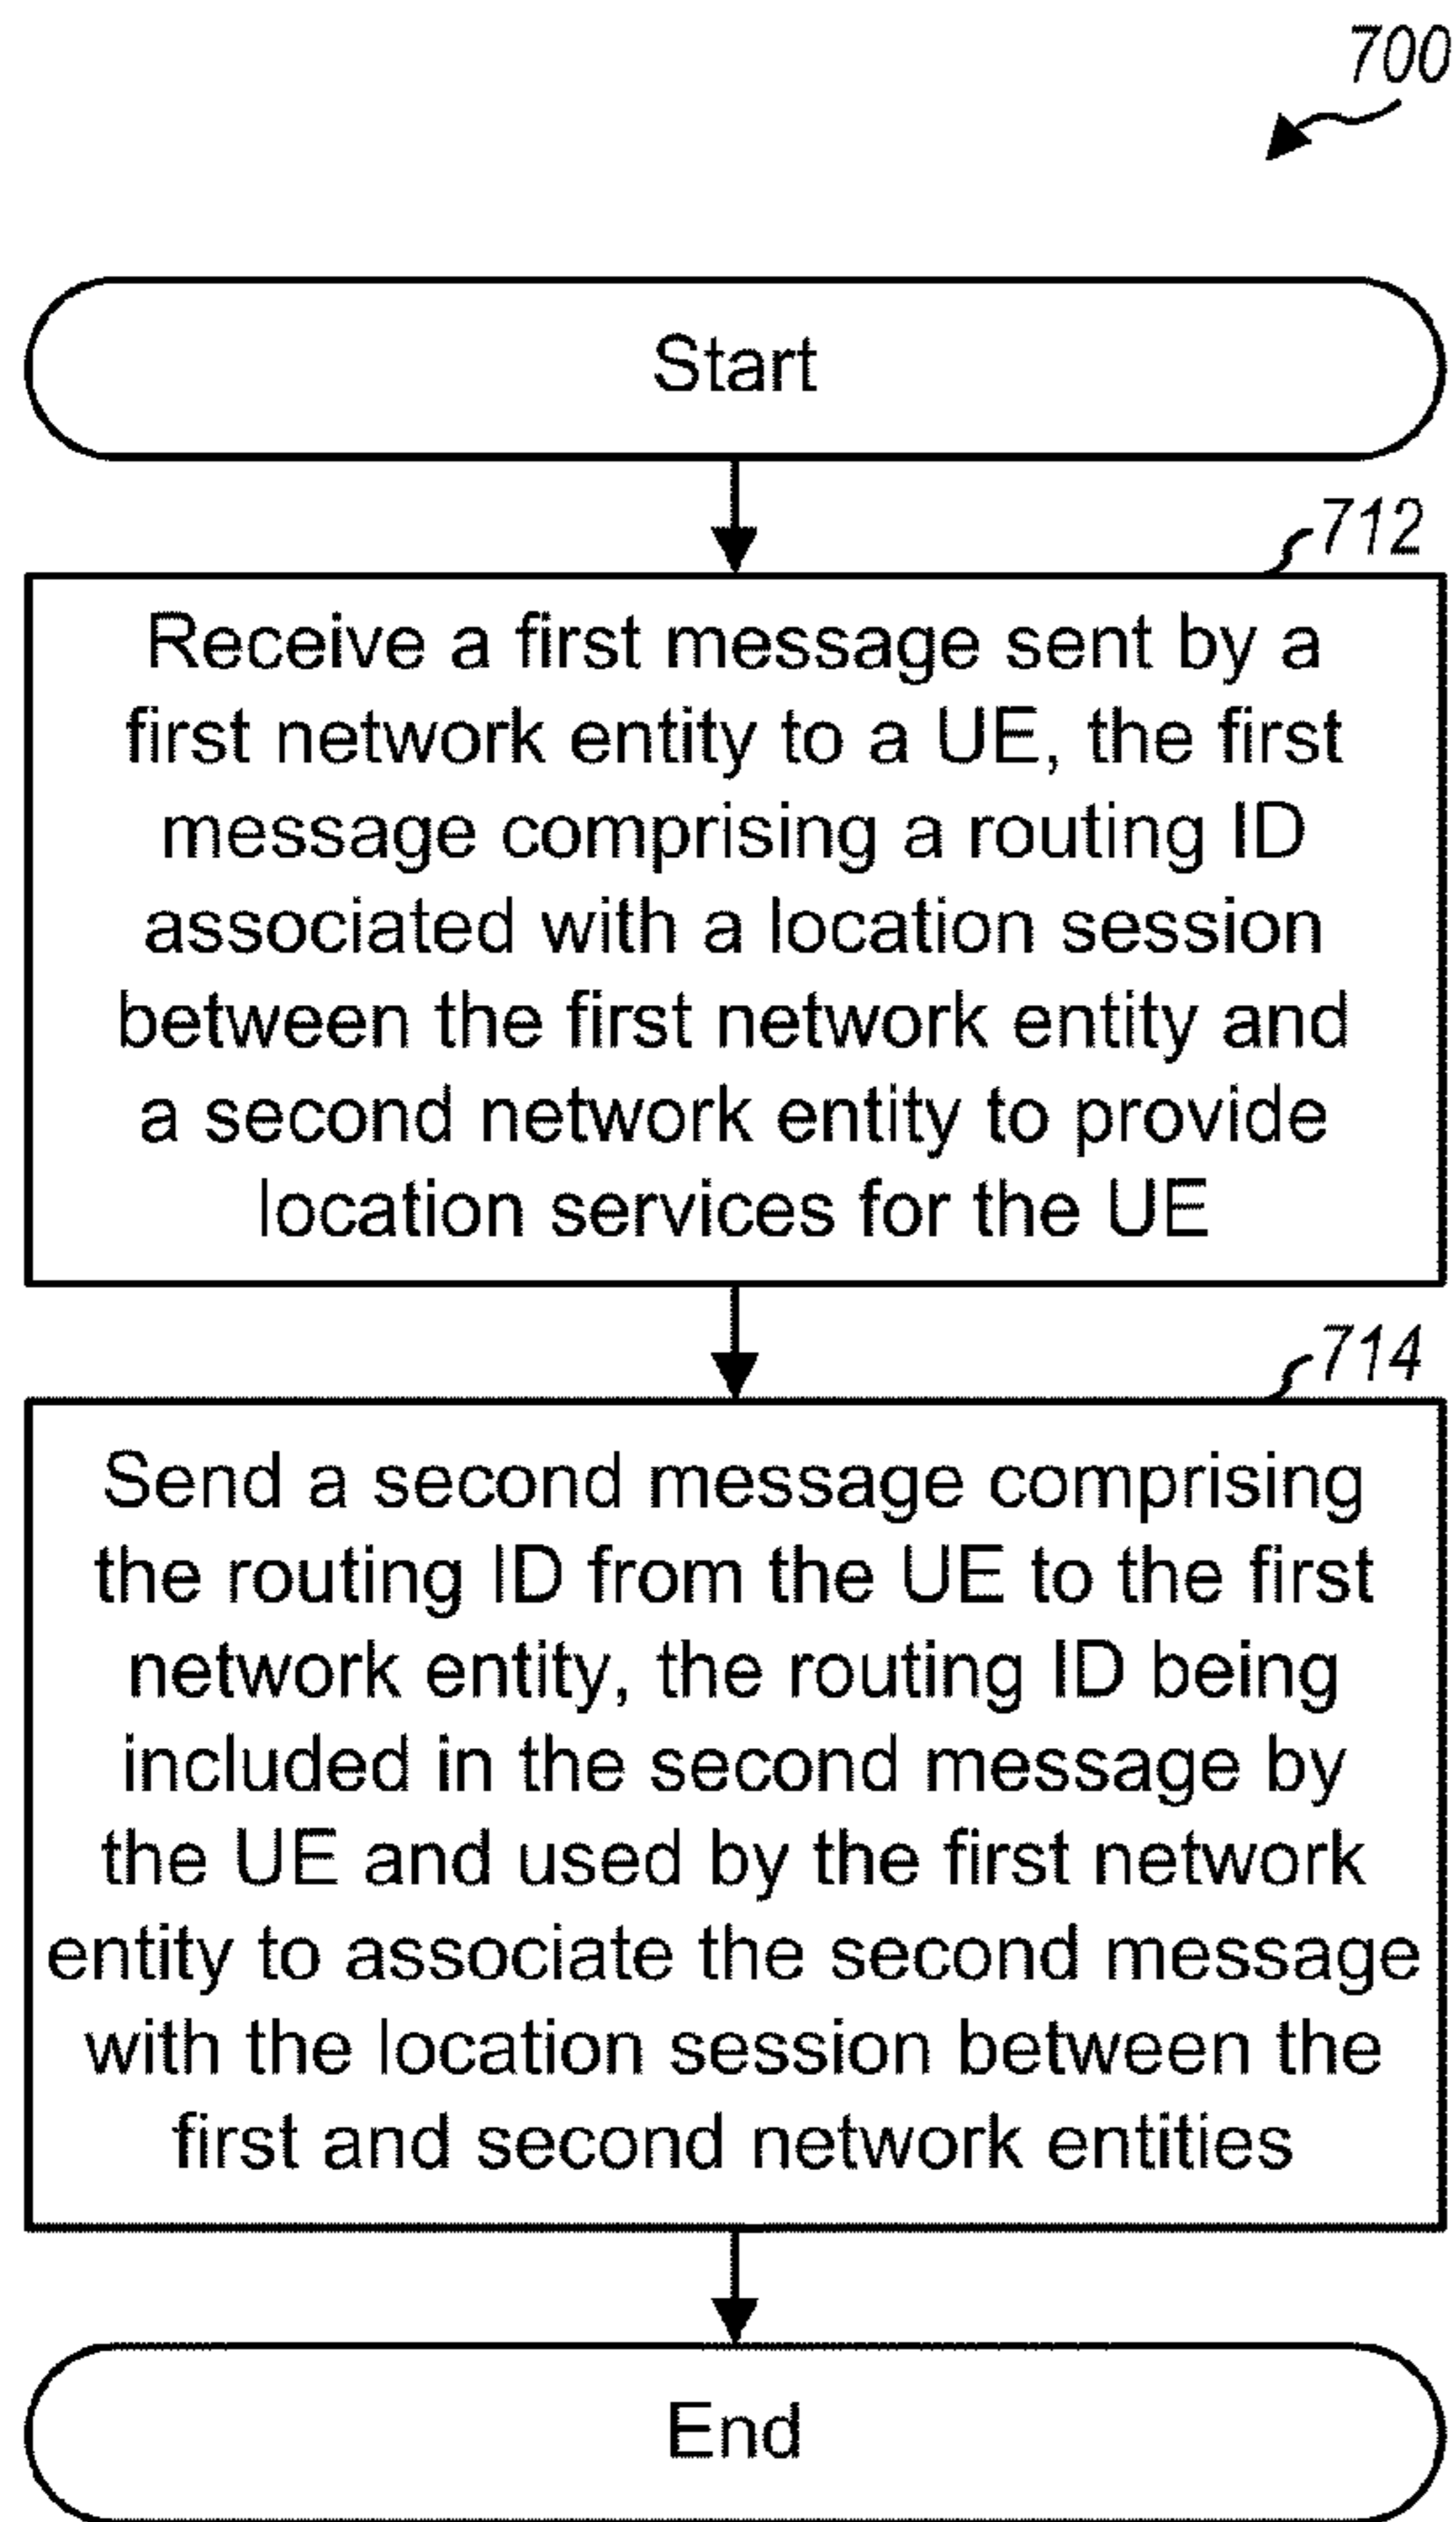 700
Start
712
Receive a first message sent by a
first network entity to a UE, the first
message comprising a routing ID
associated with a location session
between the first network entity and
a second network entity to provide
location services for the UE
714
Send a second message comprising
the routing ID from the UE to the first
network entity, the routing ID being
included in the second message by
the UE and used by the first network
entity to associate the second message
with the location session between the
first and second network entities
End